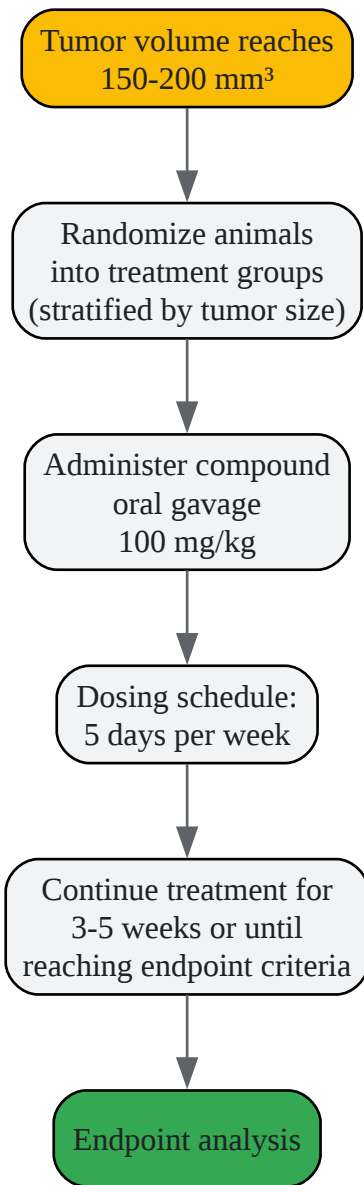 Tumor volume reaches
150-200 mm³
Randomize animals
into treatment groups
(stratified by tumor size)
Administer compound
oral gavage
100 mg/kg
Dosing schedule:
5 days per week
Continue treatment for
3-5 weeks or until
reaching endpoint criteria
Endpoint analysis